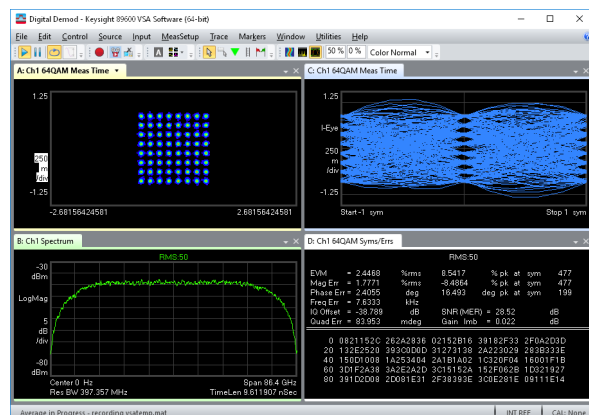 Digital Demod - Keysight 89600 VSA Software (64-bit)
File Edit Control Source Input MeasSetup Trace Markers Window Utilities Help
50 % 0 % Color Normal
A: Ch1 64QAM Meas Time
C: Ch1 64QAM Meas Time
1.25
250
m
/div
-1.25
-2.68156424581 2.68156424581
1.25
I-Eye
250
m
/div
-1.25
Start -1 sym Stop 1 sym
B: Ch1 Spectrum
D: Ch1 64QAM Syms/Errs
RMS:50
-30
dBm
LogMag
5
dB
/div
-80
dBm
Center 0 Hz Span 86.4 GHz
Res BW 397.357 MHz TimeLen 9.611907 nSec
RMS:50
EVM = 2.4468 %rms 8.5417 % pk at sym 477
Mag Err = 1.7771 %rms -8.4864 % pk at sym 477
Phase Err = 2.4055 deg 16.493 deg pk at sym 199
Freq Err = 7.6333 kHz
IQ Offset = -38.789 dB SNR (MER) = 28.52 dB
Quad Err = 83.953 mdeg Gain Imb = 0.022 dB
0 0821152C 262A2836 02152B16 39182F33 2F0A2D3D
20 132E2520 393C0D0D 31273138 2A223029 283B333E
40 150D1008 1A253404 2A1B1A02 1C320F04 16001F1B
60 3D1F2A38 3A2E2A2D 3C15152A 152F062B 1D321927
80 391D2D08 2D081E31 2F38393E 3C0E281E 09111E14
Average in Progress - recording vsatemp.mat INT REF CAL: None